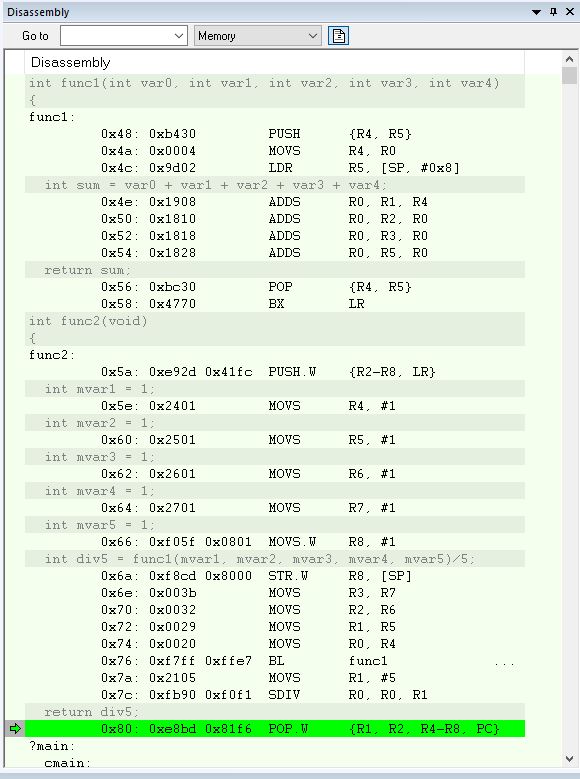 Disassembly
Go to Memory
Disassembly
int func1(int var0, int var1, int var2, int var3, int var4)
{
func1:
0x48: 0xb430 PUSH {R4, R5}
0x4a: 0x0004 MOVS R4, R0
0x4c: 0x9d02 LDR R5, [SP, #0x8]
int sum = var0 + var1 + var2 + var3 + var4;
0x4e: 0x1908 ADDS R0, R1, R4
0x50: 0x1810 ADDS R0, R2, R0
0x52: 0x1818 ADDS R0, R3, R0
0x54: 0x1828 ADDS R0, R5, R0
return sum;
0x56: 0xbc30 POP {R4, R5}
0x58: 0x4770 BX LR
int func2(void)
{
func2:
0x5a: 0xe92d 0x41fc PUSH.W {R2-R8, LR}
int mvar1 = 1;
0x5e: 0x2401 MOVS R4, #1
int mvar2 = 1;
0x60: 0x2501 MOVS R5, #1
int mvar3 = 1;
0x62: 0x2601 MOVS R6, #1
int mvar4 = 1;
0x64: 0x2701 MOVS R7, #1
int mvar5 = 1;
0x66: 0xf05f 0x0801 MOVS.W R8, #1
int div5 = func1(mvar1, mvar2, mvar3, mvar4, mvar5)/5;
0x6a: 0xf8cd 0x8000 STR.W R8, [SP]
0x6e: 0x003b MOVS R3, R7
0x70: 0x0032 MOVS R2, R6
0x72: 0x0029 MOVS R1, R5
0x74: 0x0020 MOVS R0, R4
0x76: 0xf7ff 0xffe7 BL func1 ...
0x7a: 0x2105 MOVS R1, #5
0x7c: 0xfb90 0xf0f1 SDIV R0, R0, R1
return div5;
0x80: 0xe8bd 0x81f6 POP.W {R1, R2, R4-R8, PC}
?main:
cmain: